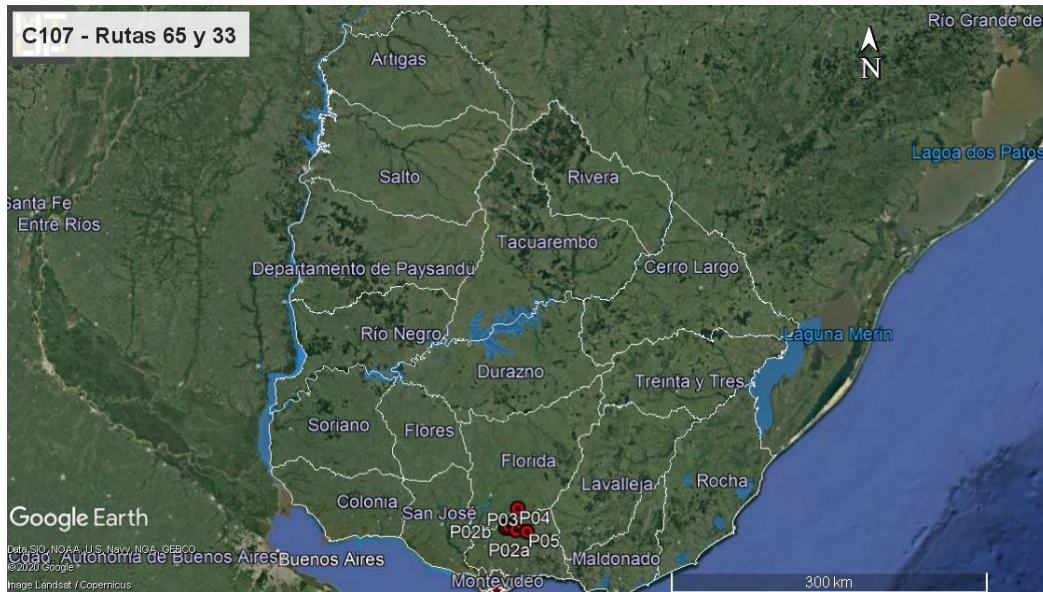 C107 - Rutas 65 y 33
Río Grande de
Artigas
N
Lagoa dos Patos
Salto
Rivera
Santa Fe
Entre Ríos
Tacuarembó
Departamento de Paysandú
Cerro Largo
Río Negro
Laguna Merin
Durazno
Treinta y Tres
Soriano
Flores
Florida
Lavalleja
Rocha
Colonia
San José
P03
P04
P02b
P02a
P05
Google Earth
Data SIO, NOAA, U.S. Navy, NGA, GEBCO
Cdad. Autónoma de Buenos Aires
Buenos Aires
Maldonado
© 2020 Google
Image Landsat / Copernicus
Montevideo
300 km